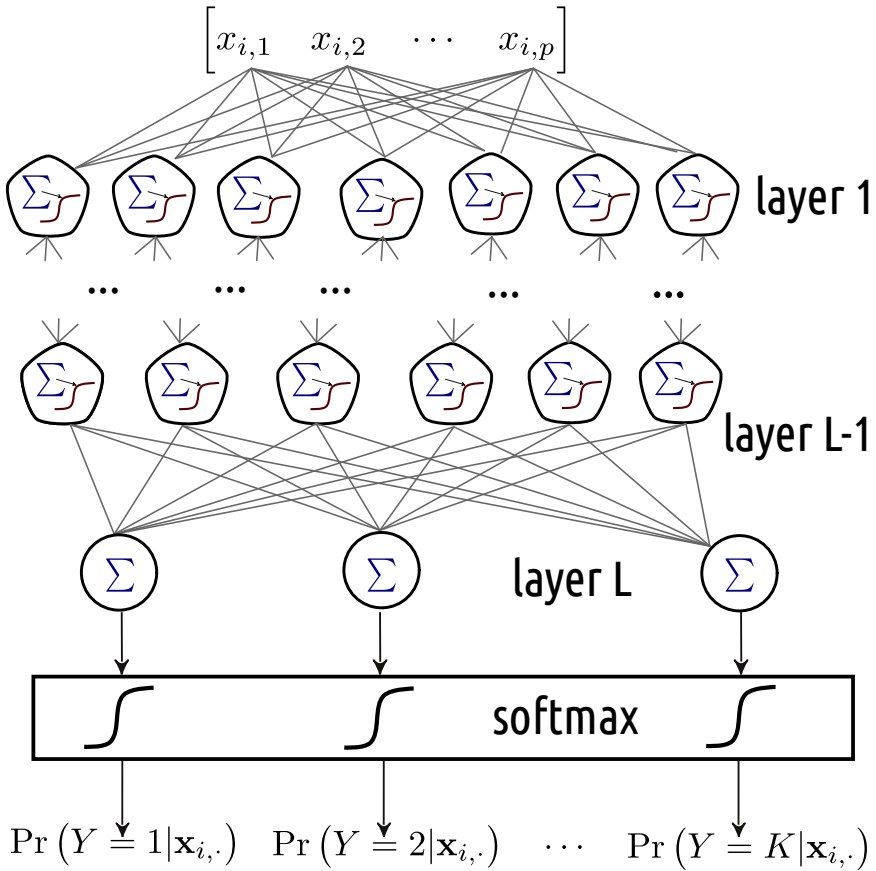 [x_{i,1} x_{i,2} ⋯ x_{i,p}]
Σ Σ Σ Σ Σ Σ Σ layer 1
... ... ... ... ...
Σ Σ Σ Σ Σ Σ
layer L-1
Σ Σ layer L Σ
softmax
Pr (Y = 1|𝐱_{i,·}) Pr (Y = 2|𝐱_{i,·}) ⋯ Pr (Y = K|𝐱_{i,·})